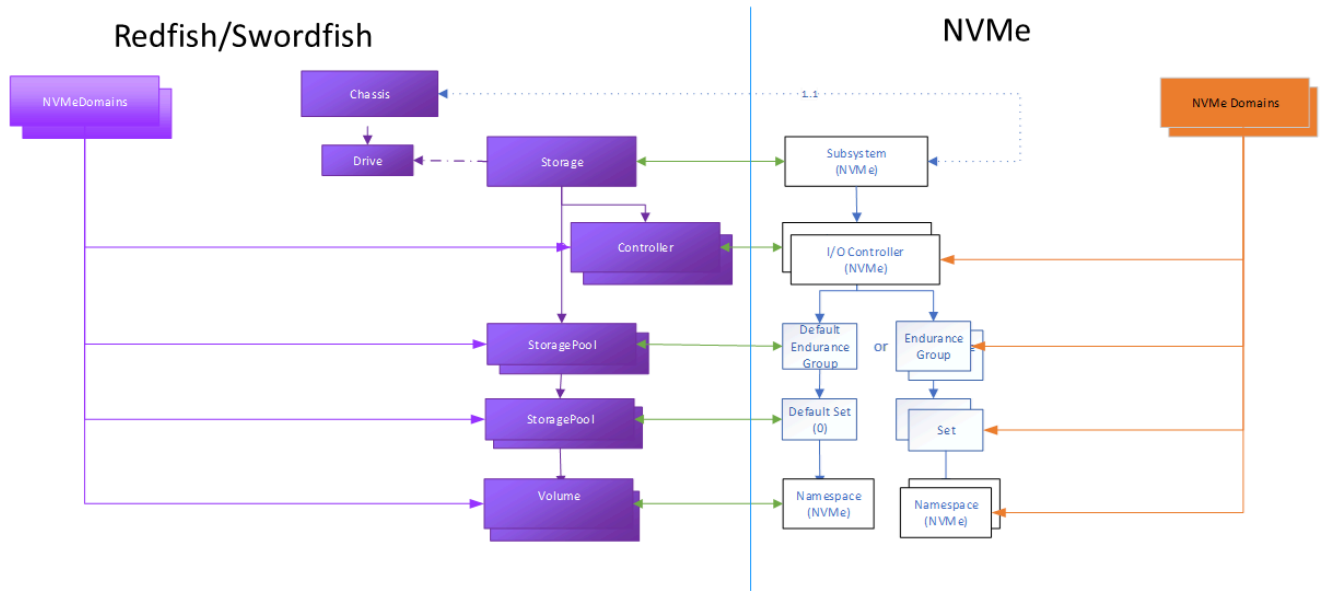 Redfish/Swordfish
NVMe
NVMeDomains
Chassis
1..1
NVMe Domains
Drive
Storage
Subsystem
(NVMe)
Controller
I/O Controller
(NVMe)
StoragePool
Default
Endurance
Group
or
Endurance
Group
StoragePool
Default Set
(0)
Set
Volume
Namespace
(NVMe)
Namespace
(NVMe)